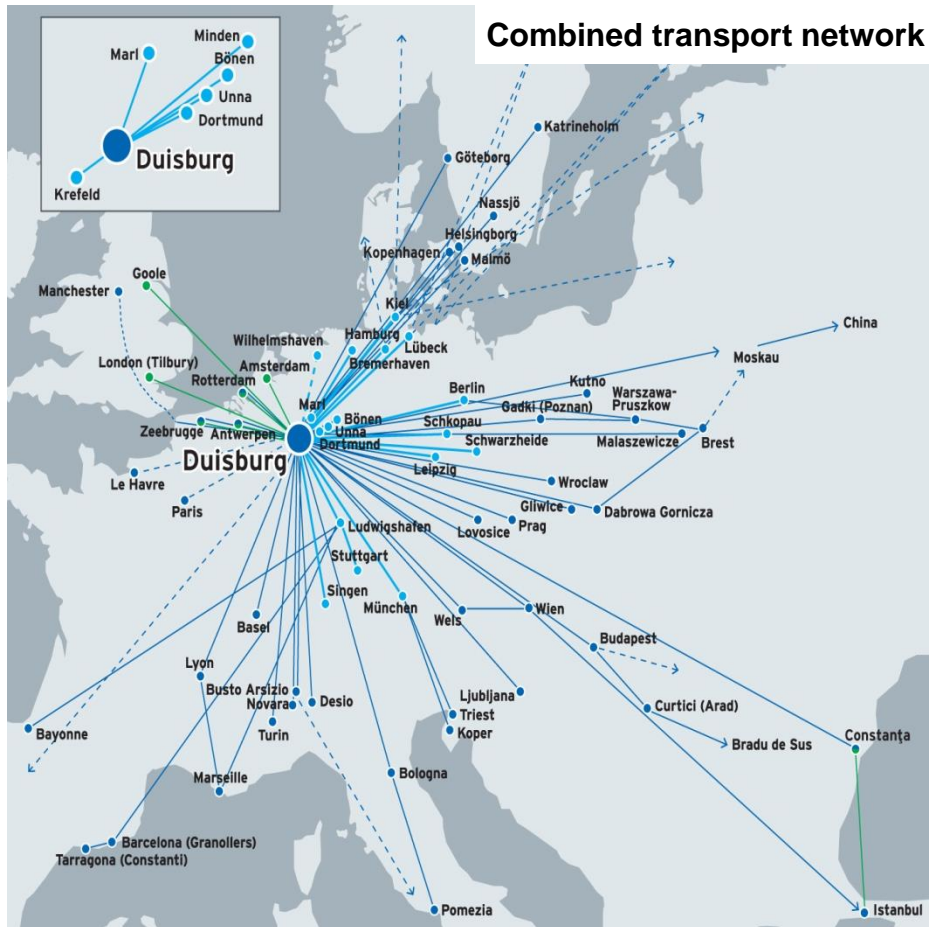 Combined transport network
Minden
Marl
Bönen
Unna
Dortmund
Duisburg
Krefeld
Katrineholm
Göteborg
Nassjö
Helsingborg
Kopenhagen
Malmö
Goole
Manchester
Kiel
Wilhelmshaven
Hamburg
Lübeck
China
London (Tilbury)
Amsterdam
Bremerhaven
Moskau
Rotterdam
Berlin
Kutno
Warszawa-
Pruszkow
Marl
Gadki (Poznan)
Bönen
Zeebrugge
Antwerpen
Unna
Schkopau
Dortmund
Schwarzheide
Malaszewicze
Brest
Duisburg
Leipzig
Le Havre
Wroclaw
Paris
Gliwice
Dabrowa Gornicza
Ludwigshafen
Lovosice
Prag
Stuttgart
Singen
München
Basel
Wels
Wien
Budapest
Lyon
Busto Arsizio
Novara
Desio
Ljubljana
Triest
Curtici (Arad)
Bayonne
Turin
Koper
Bradu de Sus
Constanţa
Marseille
Bologna
Barcelona (Granollers)
Tarragona (Constanti)
Pomezia
Istanbul